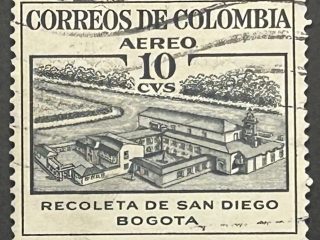 CORREOS DE COLOMBIA
AEREO
10
CVS
RECOLETA DE SAN DIEGO
BOGOTA